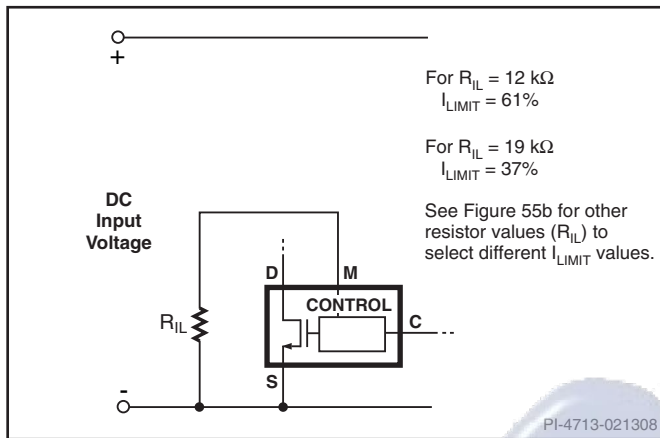 +
For R_IL = 12 kΩ
I_LIMIT = 61%
For R_IL = 19 kΩ
I_LIMIT = 37%
See Figure 55b for other
resistor values (R_IL) to
select different I_LIMIT values.
DC
Input
Voltage
D
M
CONTROL
R_IL
C
S
-
PI-4713-021308